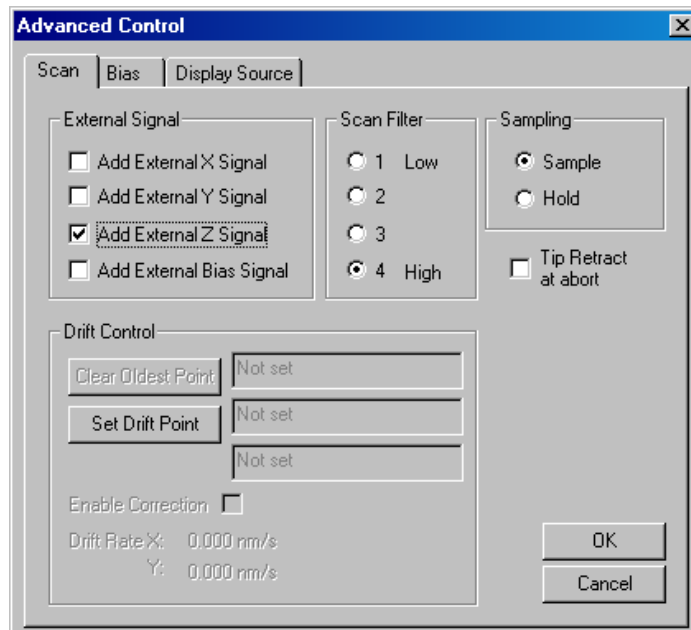 Advanced Control
Scan
Bias
Display Source
External Signal
Add External X Signal
Add External Y Signal
Add External Z Signal
Add External Bias Signal
Scan Filter
1 Low
2
3
4 High
Sampling
Sample
Hold
Tip Retract
at abort
Drift Control
Clear Oldest Point
Not set
Set Drift Point
Not set
Not set
Enable Correction
Drift Rate X: 0.000 nm/s
Y: 0.000 nm/s
OK
Cancel